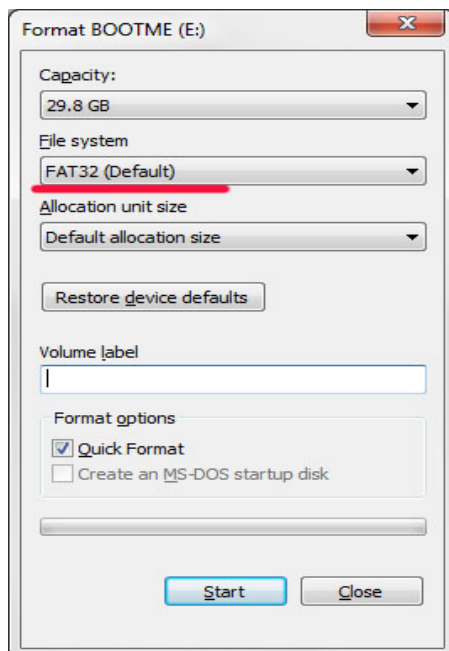 Format BOOTME (E:)
Capacity:
29.8 GB
File system
FAT32 (Default)
Allocation unit size
Default allocation size
Restore device defaults
Volume label
Format options
Quick Format
Create an MS-DOS startup disk
Start Close